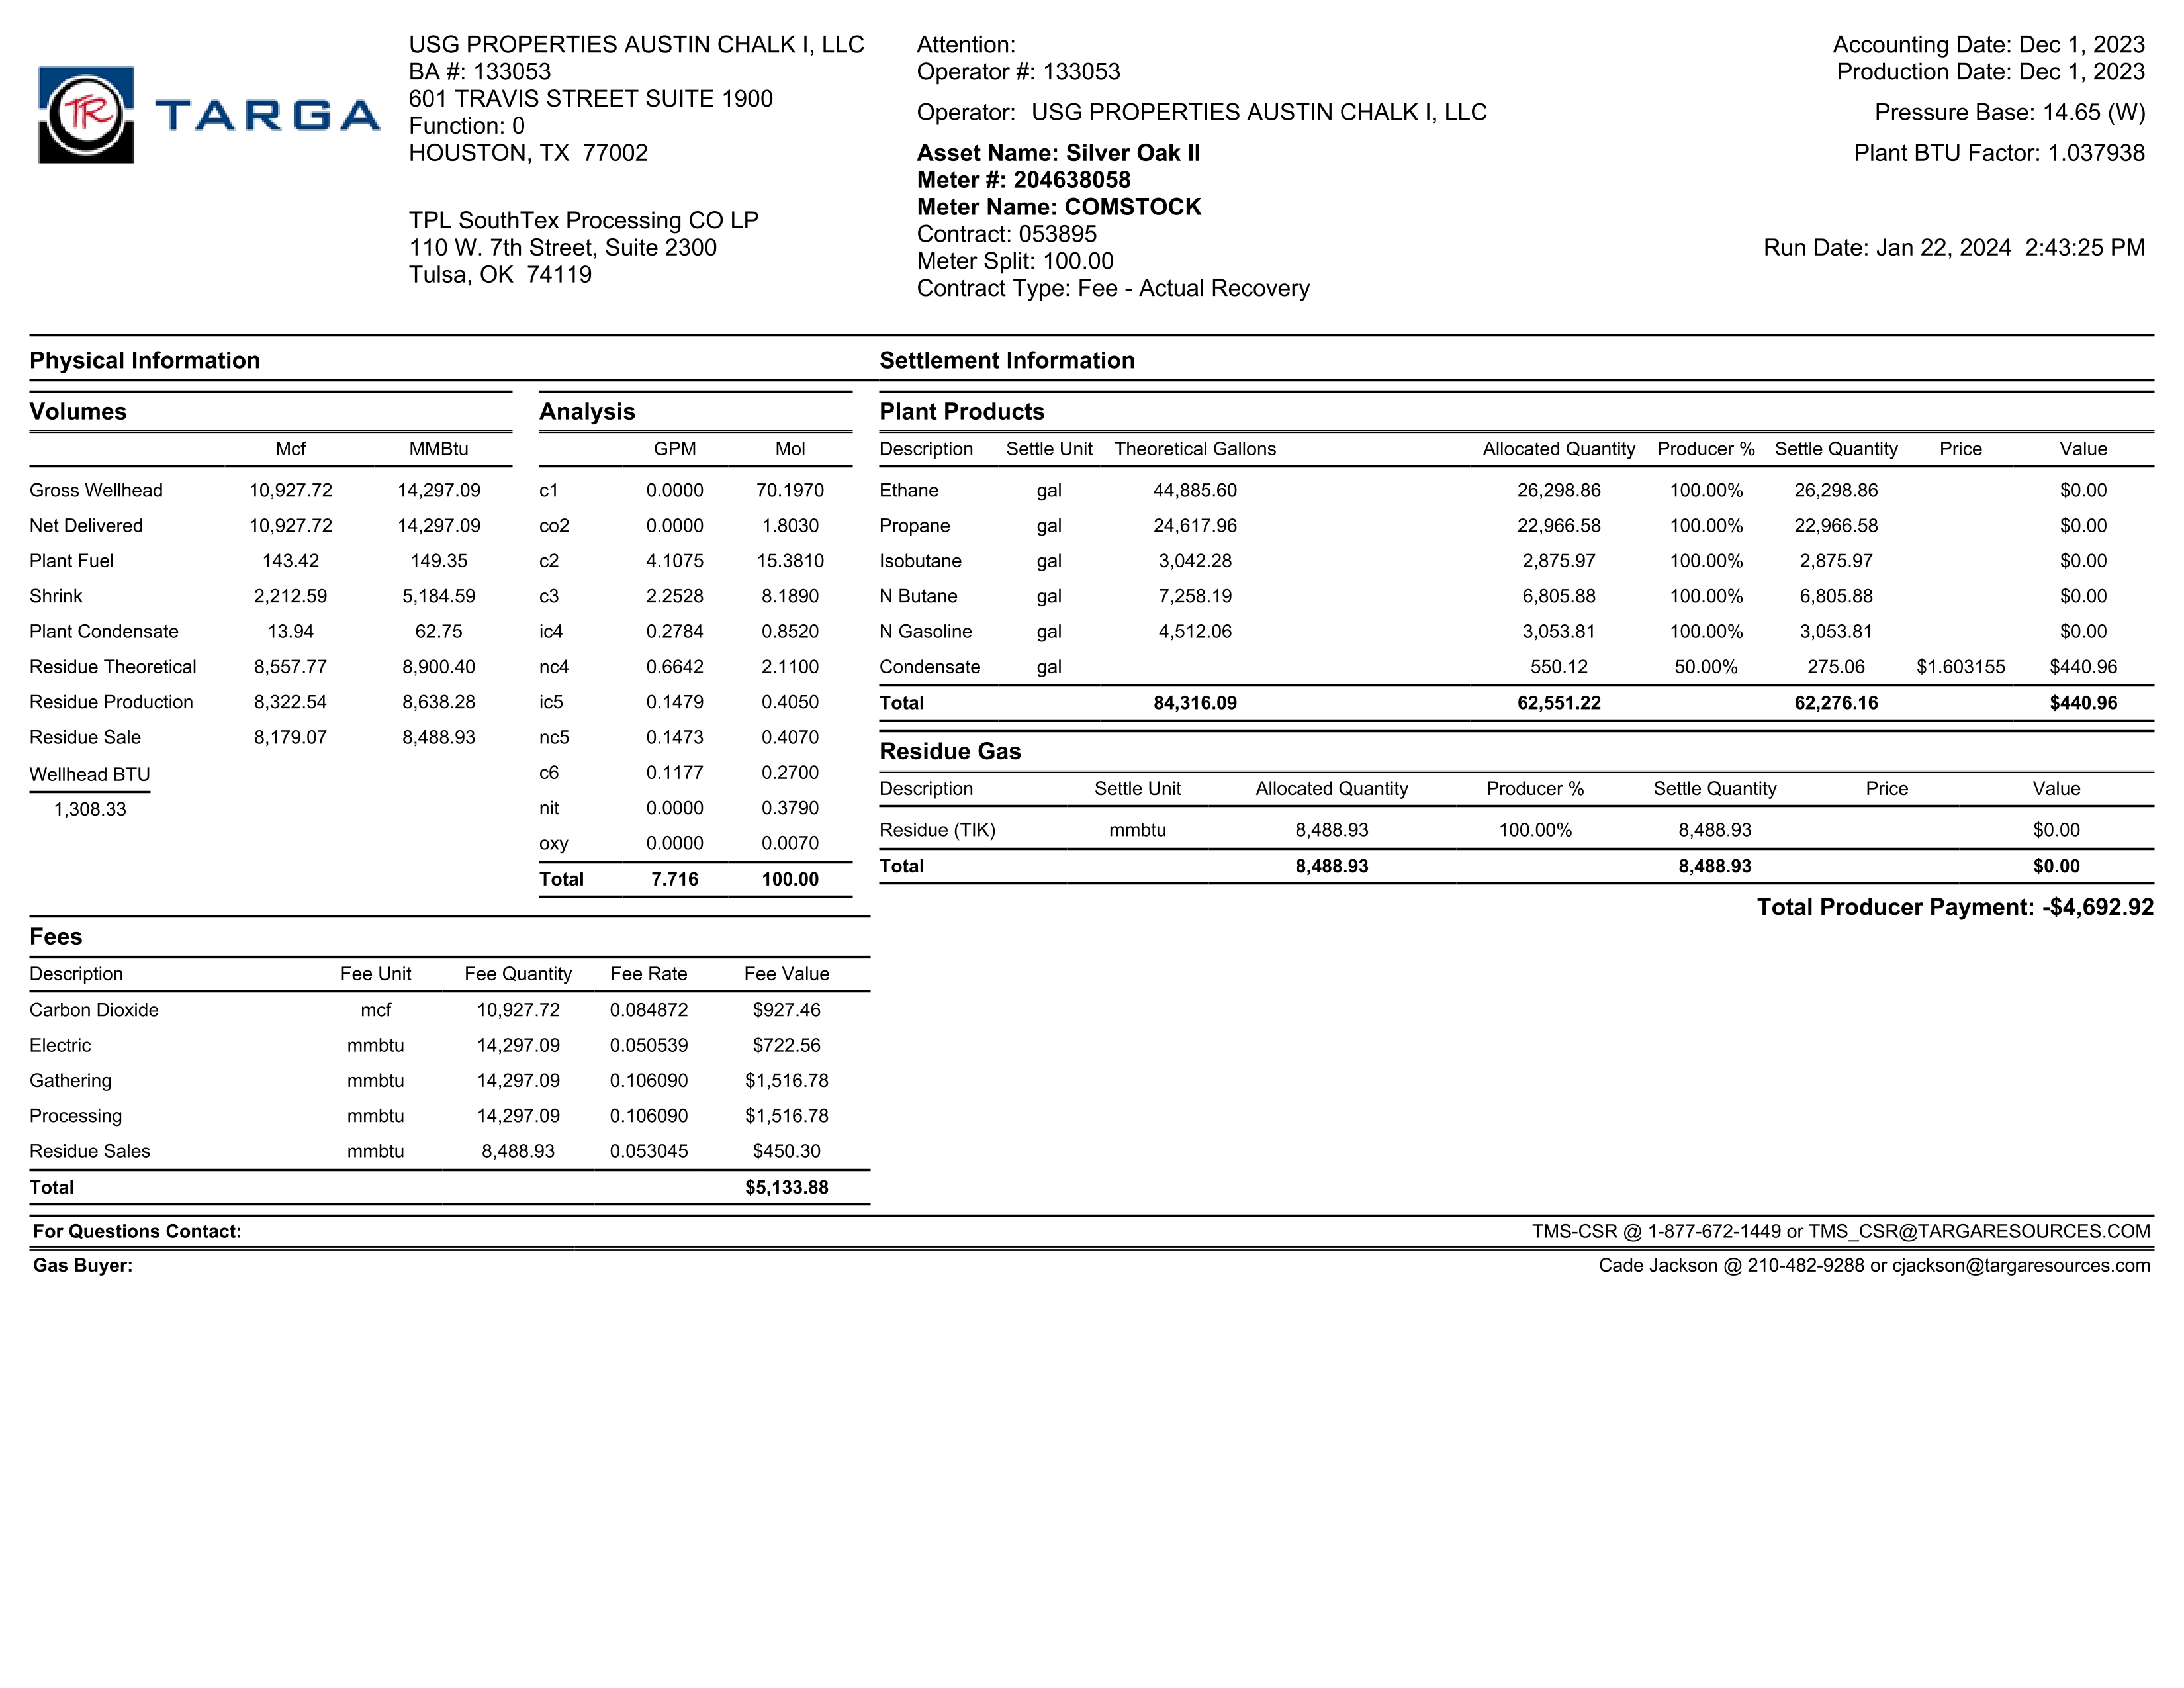 TR TARGA
USG PROPERTIES AUSTIN CHALK I, LLC
BA #: 133053
601 TRAVIS STREET SUITE 1900
Function: 0
HOUSTON, TX 77002
TPL SouthTex Processing CO LP
110 W. 7th Street, Suite 2300
Tulsa, OK 74119
Attention:
Operator #: 133053
Operator: USG PROPERTIES AUSTIN CHALK I, LLC
Asset Name: Silver Oak II
Meter #: 204638058
Meter Name: COMSTOCK
Contract: 053895
Meter Split: 100.00
Contract Type: Fee - Actual Recovery
Accounting Date: Dec 1, 2023
Production Date: Dec 1, 2023
Pressure Base: 14.65 (W)
Plant BTU Factor: 1.037938
Run Date: Jan 22, 2024 2:43:25 PM
Physical Information
Volumes
Mcf MMBtu
Gross Wellhead 10,927.72 14,297.09
Net Delivered 10,927.72 14,297.09
Plant Fuel 143.42 149.35
Shrink 2,212.59 5,184.59
Plant Condensate 13.94 62.75
Residue Theoretical 8,557.77 8,900.40
Residue Production 8,322.54 8,638.28
Residue Sale 8,179.07 8,488.93
Wellhead BTU
1,308.33
Analysis
GPM Mol
c1 0.0000 70.1970
co2 0.0000 1.8030
c2 4.1075 15.3810
c3 2.2528 8.1890
ic4 0.2784 0.8520
nc4 0.6642 2.1100
ic5 0.1479 0.4050
nc5 0.1473 0.4070
c6 0.1177 0.2700
nit 0.0000 0.3790
oxy 0.0000 0.0070
Total 7.716 100.00
Settlement Information
Plant Products
Description Settle Unit Theoretical Gallons Allocated Quantity Producer % Settle Quantity Price Value
Ethane gal 44,885.60 26,298.86 100.00% 26,298.86 $0.00
Propane gal 24,617.96 22,966.58 100.00% 22,966.58 $0.00
Isobutane gal 3,042.28 2,875.97 100.00% 2,875.97 $0.00
N Butane gal 7,258.19 6,805.88 100.00% 6,805.88 $0.00
N Gasoline gal 4,512.06 3,053.81 100.00% 3,053.81 $0.00
Condensate gal 550.12 50.00% 275.06 $1.603155 $440.96
Total 84,316.09 62,551.22 62,276.16 $440.96
Residue Gas
Description Settle Unit Allocated Quantity Producer % Settle Quantity Price Value
Residue (TIK) mmbtu 8,488.93 100.00% 8,488.93 $0.00
Total 8,488.93 8,488.93 $0.00
Total Producer Payment: -$4,692.92
Fees
Description Fee Unit Fee Quantity Fee Rate Fee Value
Carbon Dioxide mcf 10,927.72 0.084872 $927.46
Electric mmbtu 14,297.09 0.050539 $722.56
Gathering mmbtu 14,297.09 0.106090 $1,516.78
Processing mmbtu 14,297.09 0.106090 $1,516.78
Residue Sales mmbtu 8,488.93 0.053045 $450.30
Total $5,133.88
For Questions Contact: TMS-CSR @ 1-877-672-1449 or TMS_CSR@TARGARESOURCES.COM
Gas Buyer: Cade Jackson @ 210-482-9288 or cjackson@targaresources.com